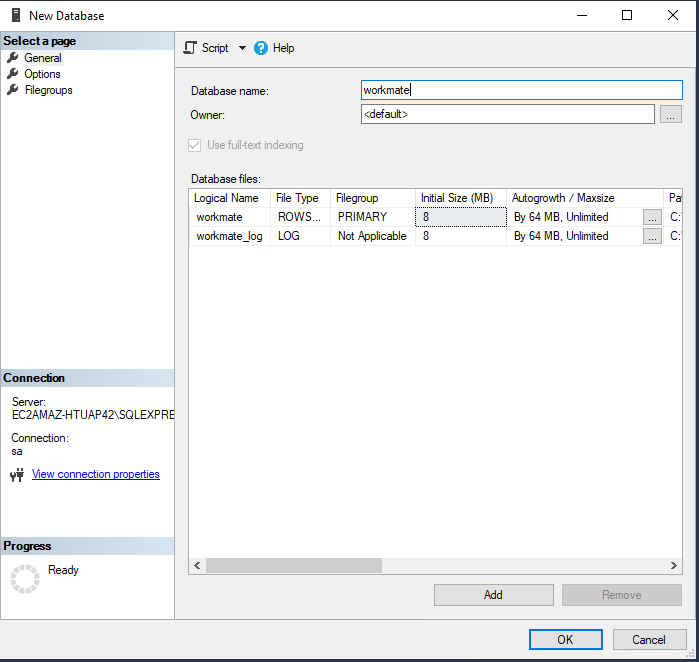 New Database
Select a page
General
Options
Filegroups
Script
Help
Database name:
workmate
Owner:
<default>
...
Use full-text indexing
Database files:
Logical Name File Type Filegroup Initial Size (MB) Autogrowth / Maxsize Pa
workmate ROWS... PRIMARY 8 By 64 MB, Unlimited ... C:\
workmate_log LOG Not Applicable 8 By 64 MB, Unlimited ... C:\
Add
Remove
Connection
Server:
EC2AMAZ-HTUAP42\SQLEXPRE
Connection:
sa
View connection properties
Progress
Ready
OK
Cancel